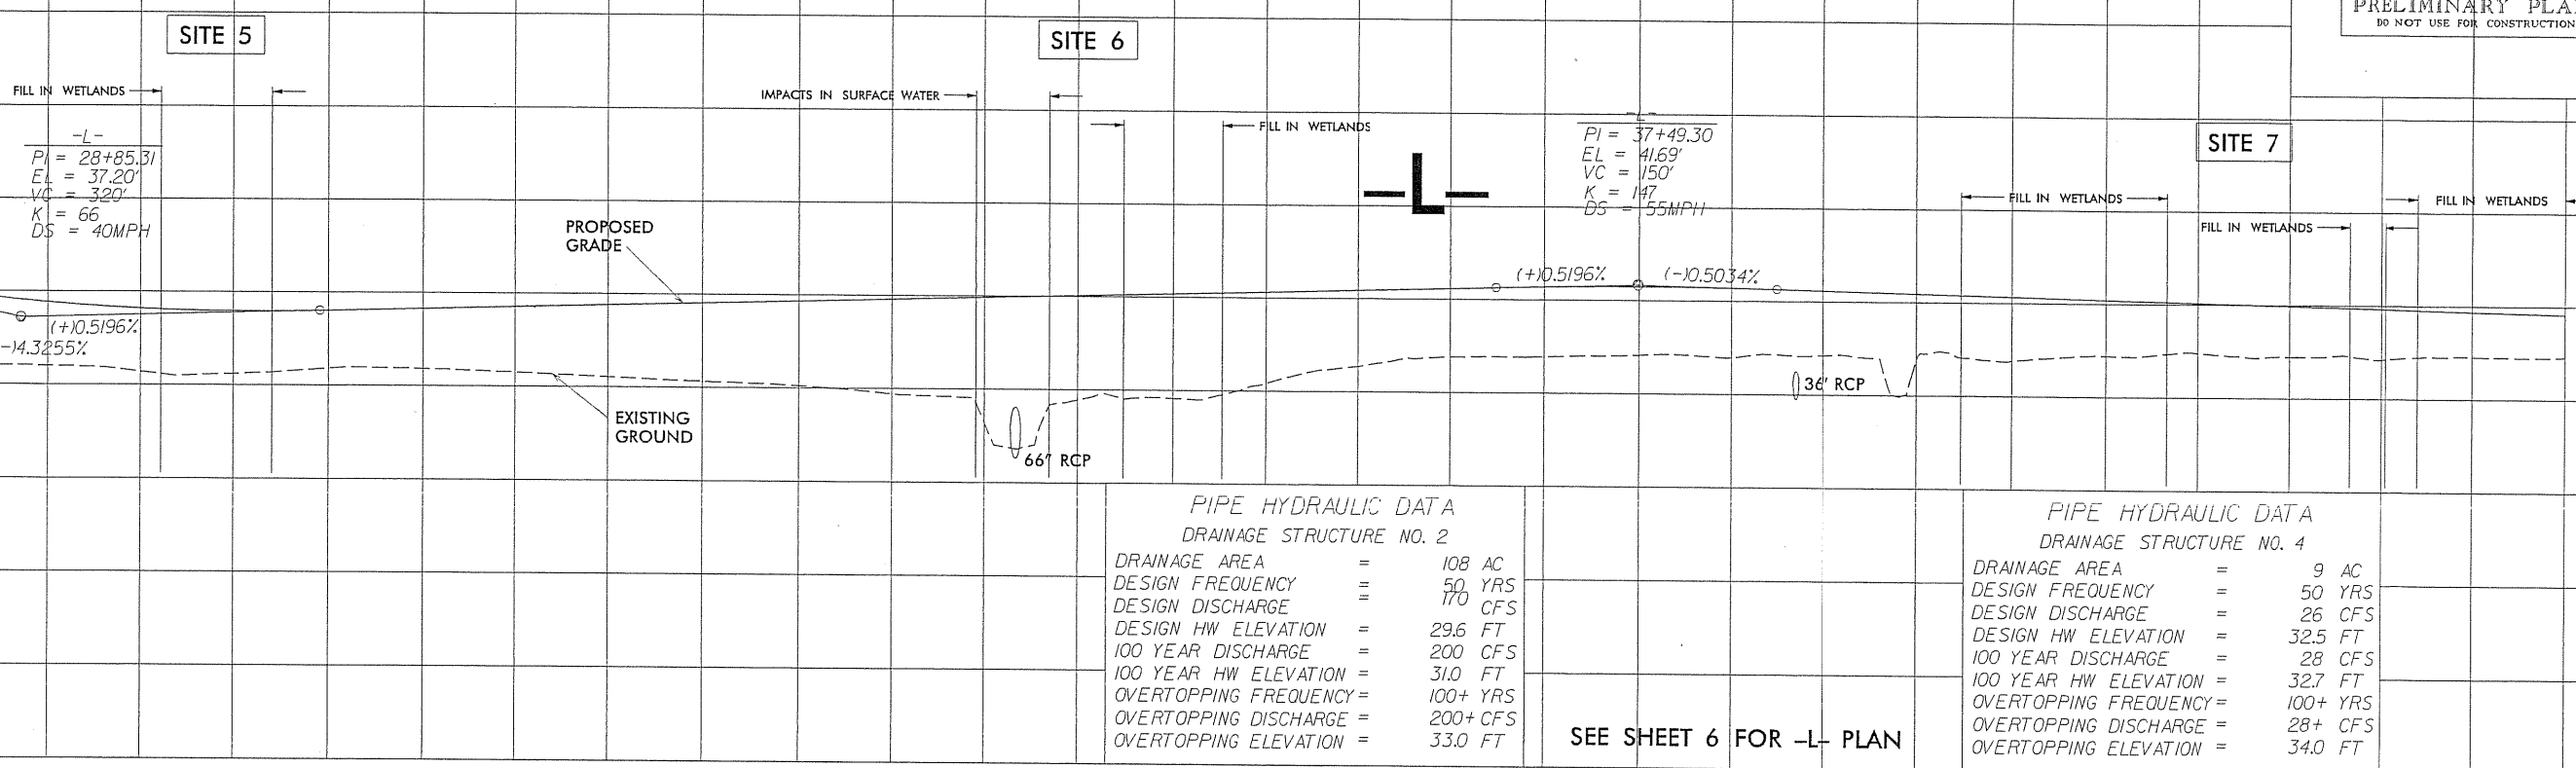 PRELIMINARY PLA
DO NOT USE FOR CONSTRUCTION
SITE 5
SITE 6
SITE 7
FILL IN WETLANDS
IMPACTS IN SURFACE WATER
FILL IN WETLANDS
FILL IN WETLANDS
FILL IN WETLANDS
FILL IN WETLANDS
-L-
PI = 28+85.31
EL = 37.20'
VC = 320'
K = 66
DS = 40MPH
-L-
-L-
PI = 37+49.30
EL = 41.69'
VC = 150'
K = 147
DS = 55MPH
PROPOSED
GRADE
(+)0.5196%
(-)0.5034%
(+)0.5196%
-)4.3255%
EXISTING
GROUND
66" RCP
36' RCP
PIPE HYDRAULIC DATA
DRAINAGE STRUCTURE NO. 2
DRAINAGE AREA = 108 AC
DESIGN FREQUENCY = 50 YRS
DESIGN DISCHARGE = 170 CFS
DESIGN HW ELEVATION = 29.6 FT
100 YEAR DISCHARGE = 200 CFS
100 YEAR HW ELEVATION = 31.0 FT
OVERTOPPING FREQUENCY = 100+ YRS
OVERTOPPING DISCHARGE = 200+ CFS
OVERTOPPING ELEVATION = 33.0 FT
SEE SHEET 6 FOR -L- PLAN
PIPE HYDRAULIC DATA
DRAINAGE STRUCTURE NO. 4
DRAINAGE AREA = 9 AC
DESIGN FREQUENCY = 50 YRS
DESIGN DISCHARGE = 26 CFS
DESIGN HW ELEVATION = 32.5 FT
100 YEAR DISCHARGE = 28 CFS
100 YEAR HW ELEVATION = 32.7 FT
OVERTOPPING FREQUENCY = 100+ YRS
OVERTOPPING DISCHARGE = 28+ CFS
OVERTOPPING ELEVATION = 34.0 FT